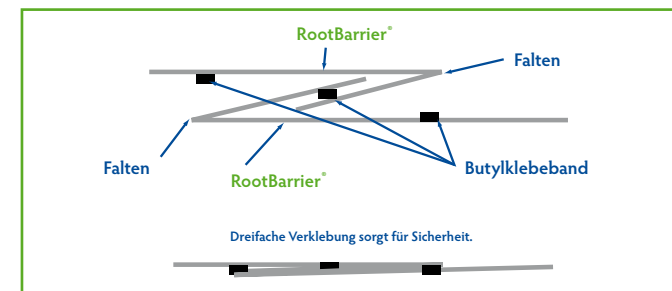 RootBarrier®
Falten
Falten
RootBarrier®
Butylklebeband
Dreifache Verklebung sorgt für Sicherheit.